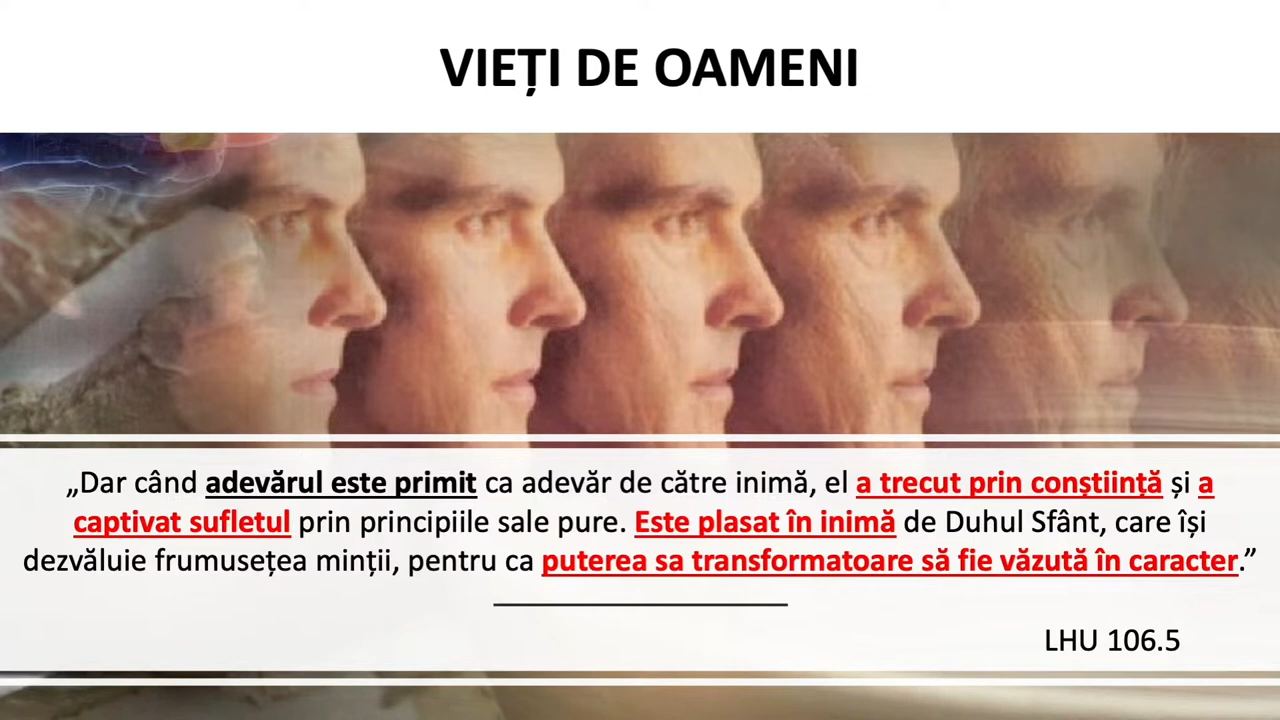 VIEȚI DE OAMENI
„Dar când adevărul este primit ca adevăr de către inimă, el a trecut prin conștiință și a
captivat sufletul prin principiile sale pure. Este plasat în inimă de Duhul Sfânt, care își
dezvăluie frumusețea minții, pentru ca puterea sa transformatoare să fie văzută în caracter.”
LHU 106.5